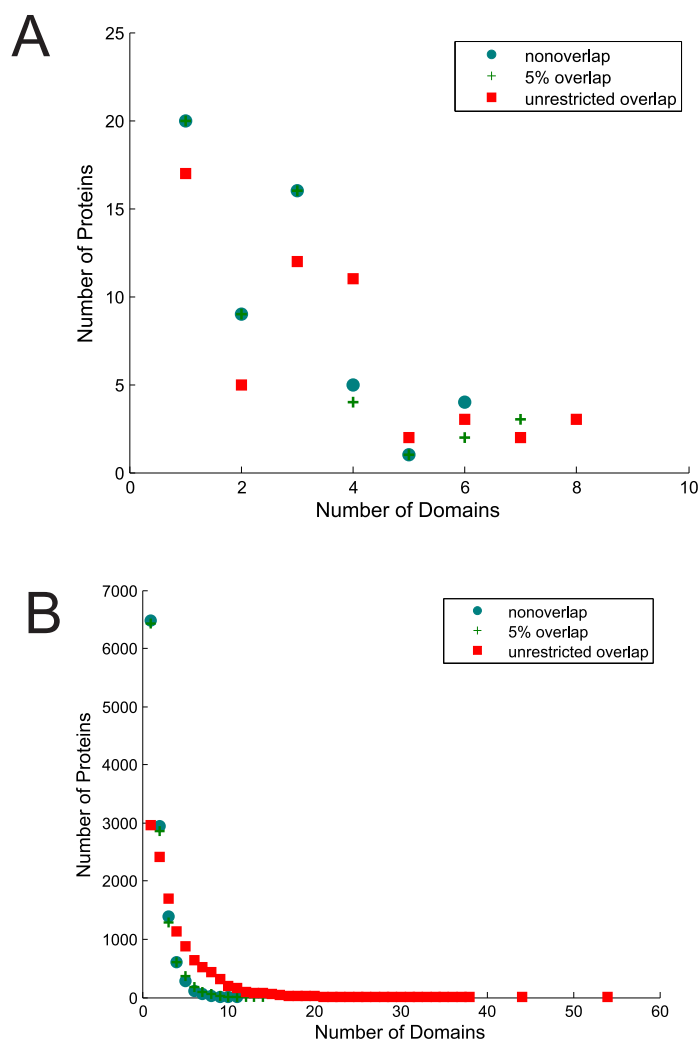 A
25
20
15
10
5
0
Number of Proteins
nonoverlap
5% overlap
unrestricted overlap
0 2 4 6 8 10
Number of Domains
B
7000
6000
5000
4000
3000
2000
1000
0
Number of Proteins
nonoverlap
5% overlap
unrestricted overlap
0 10 20 30 40 50 60
Number of Domains